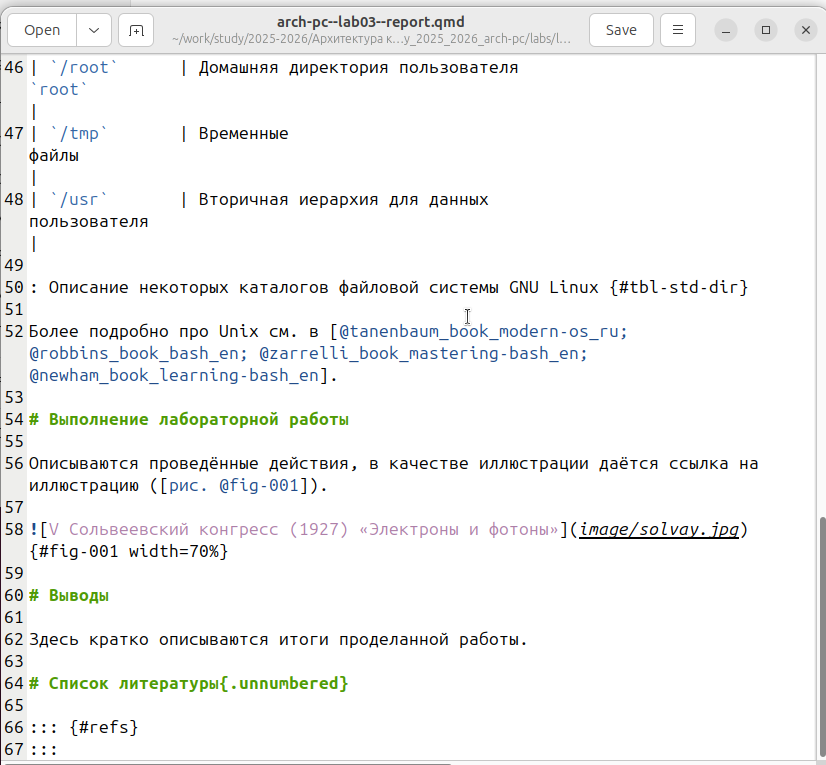 Open
arch-pc--lab03--report.qmd
~/work/study/2025-2026/Архитектура к...y_2025_2026_arch-pc/labs/l...
Save
46 | `/root`      | Домашняя директория пользователя
`root`
|
47 | `/tmp`       | Временные
файлы
|
48 | `/usr`       | Вторичная иерархия для данных
пользователя
|
49
50 : Описание некоторых каталогов файловой системы GNU Linux {#tbl-std-dir}
51
52 Более подробно про Unix см. в [@tanenbaum_book_modern-os_ru;
@robbins_book_bash_en; @zarrelli_book_mastering-bash_en;
@newham_book_learning-bash_en].
53
54 # Выполнение лабораторной работы
55
56 Описываются проведённые действия, в качестве иллюстрации даётся ссылка на
иллюстрацию ([рис. @fig-001]).
57
58 ![V Сольвеевский конгресс (1927) «Электроны и фотоны»](image/solvay.jpg)
{#fig-001 width=70%}
59
60 # Выводы
61
62 Здесь кратко описываются итоги проделанной работы.
63
64 # Список литературы{.unnumbered}
65
66 ::: {#refs}
67 :::